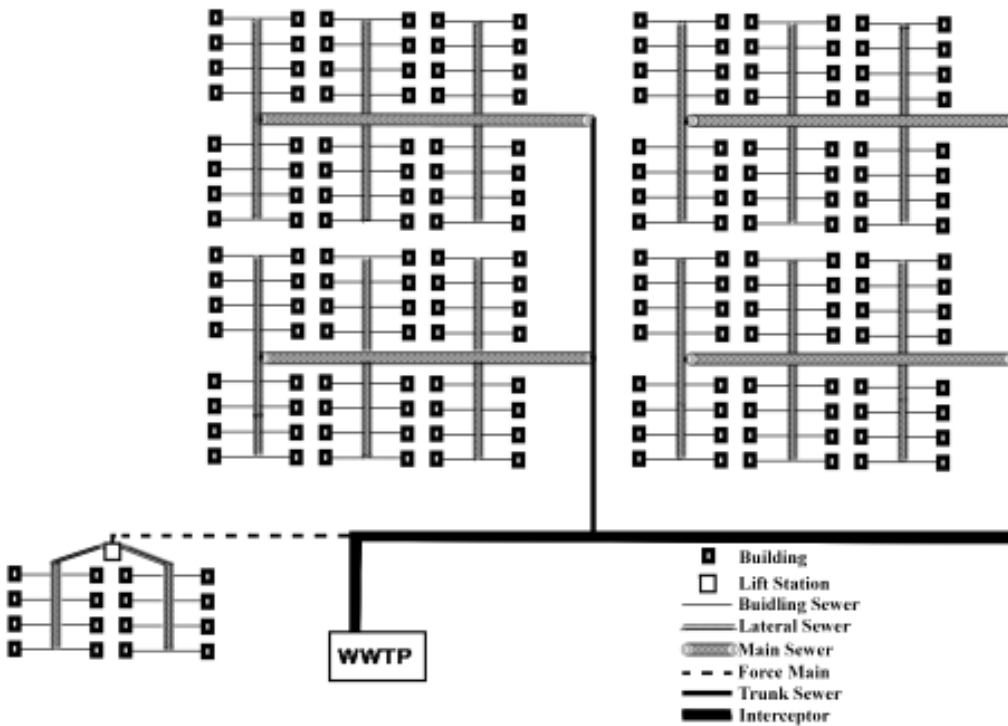 Building
Lift Station
Buidling Sewer
Lateral Sewer
Main Sewer
WWTP
Force Main
Trunk Sewer
Interceptor